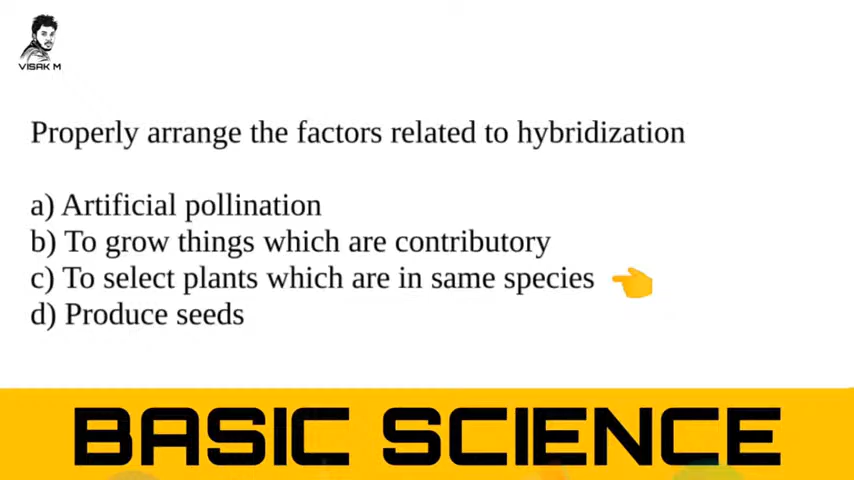 VISAK M
Properly arrange the factors related to hybridization
a) Artificial pollination
b) To grow things which are contributory
c) To select plants which are in same species
d) Produce seeds
BASIC SCIENCE